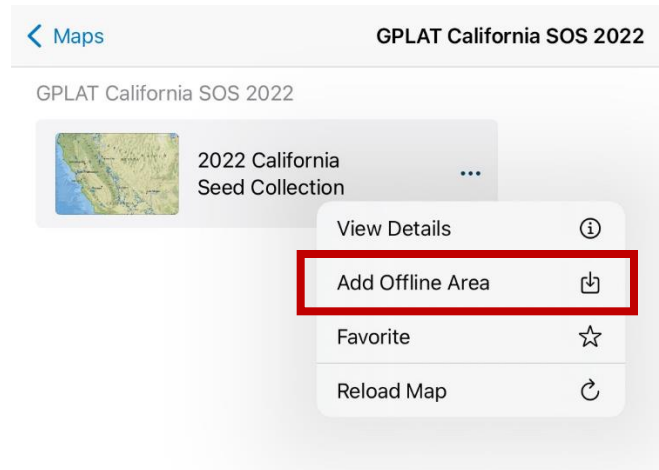 Maps
GPLAT California SOS 2022
GPLAT California SOS 2022
2022 California
Seed Collection
View Details
Add Offline Area
Favorite
Reload Map